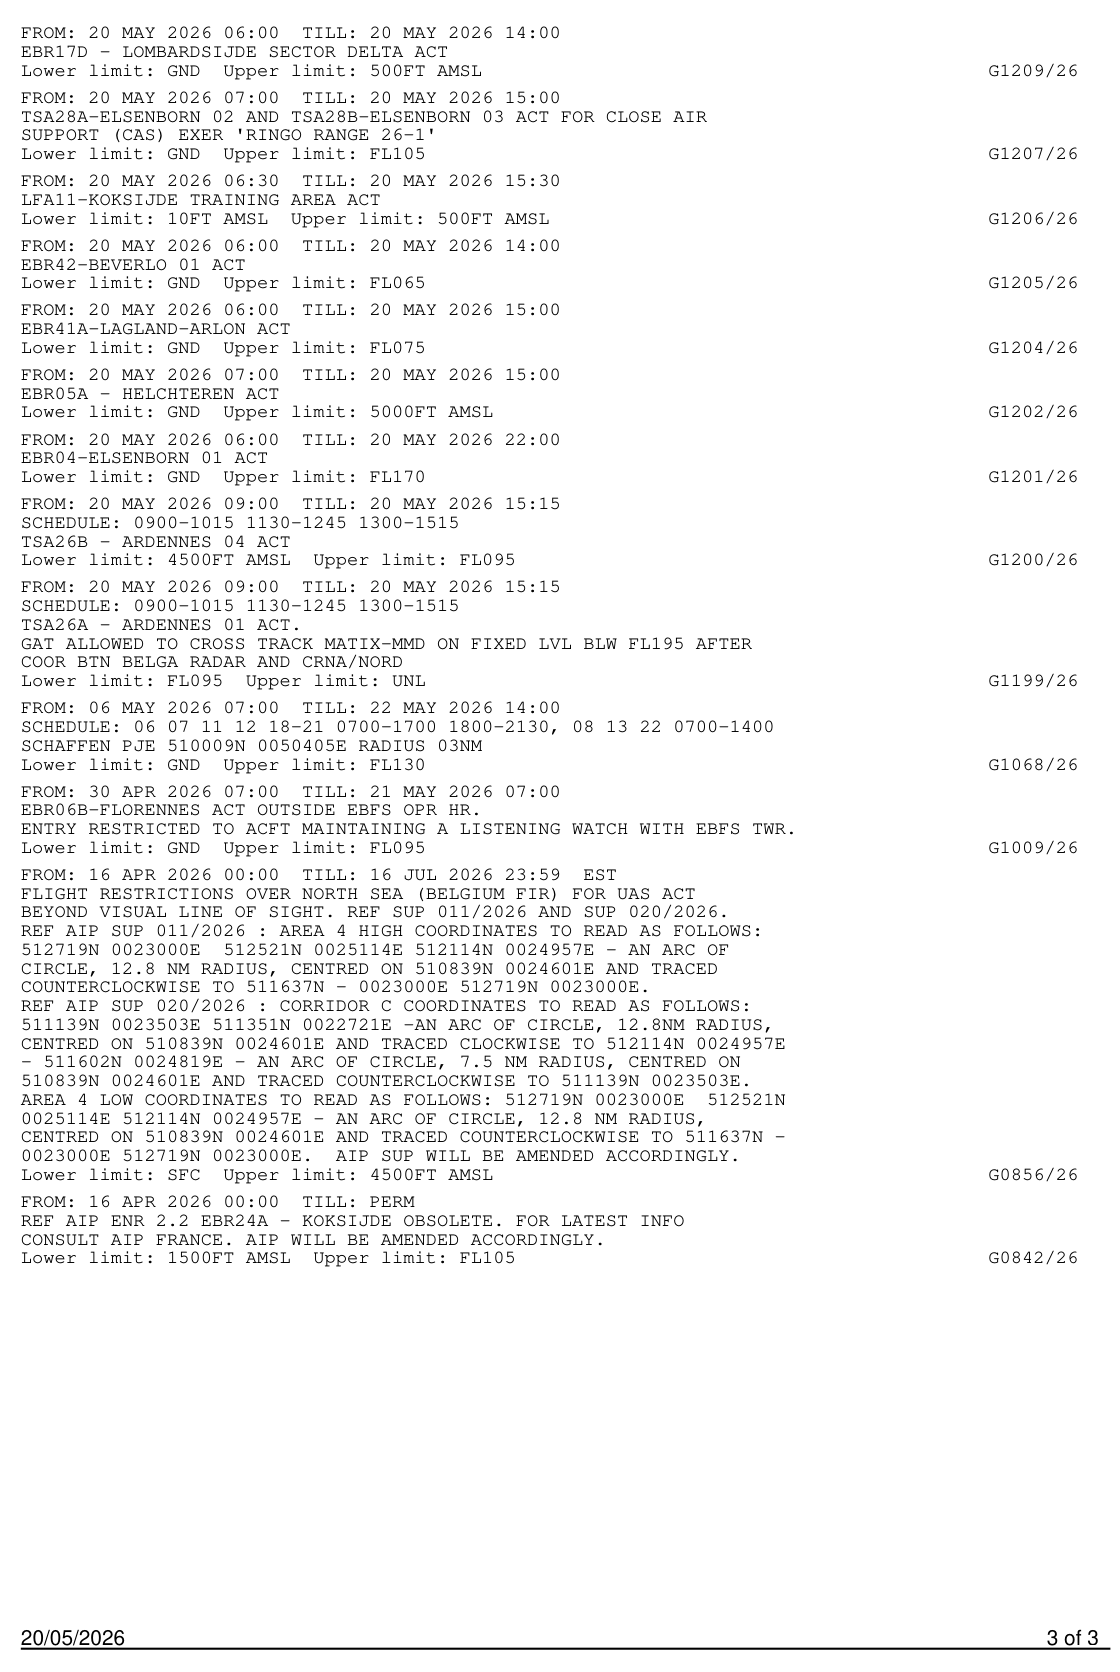 FROM: 20 MAY 2026 06:00  TILL: 20 MAY 2026 14:00
EBR17D - LOMBARDSIJDE SECTOR DELTA ACT
Lower limit: GND  Upper limit: 500FT AMSL  G1209/26
FROM: 20 MAY 2026 07:00  TILL: 20 MAY 2026 15:00
TSA28A-ELSENBORN 02 AND TSA28B-ELSENBORN 03 ACT FOR CLOSE AIR
SUPPORT (CAS) EXER 'RINGO RANGE 26-1'
Lower limit: GND  Upper limit: FL105  G1207/26
FROM: 20 MAY 2026 06:30  TILL: 20 MAY 2026 15:30
LFA11-KOKSIJDE TRAINING AREA ACT
Lower limit: 10FT AMSL  Upper limit: 500FT AMSL  G1206/26
FROM: 20 MAY 2026 06:00  TILL: 20 MAY 2026 14:00
EBR42-BEVERLO 01 ACT
Lower limit: GND  Upper limit: FL065  G1205/26
FROM: 20 MAY 2026 06:00  TILL: 20 MAY 2026 15:00
EBR41A-LAGLAND-ARLON ACT
Lower limit: GND  Upper limit: FL075  G1204/26
FROM: 20 MAY 2026 07:00  TILL: 20 MAY 2026 15:00
EBR05A - HELCHTEREN ACT
Lower limit: GND  Upper limit: 5000FT AMSL  G1202/26
FROM: 20 MAY 2026 06:00  TILL: 20 MAY 2026 22:00
EBR04-ELSENBORN 01 ACT
Lower limit: GND  Upper limit: FL170  G1201/26
FROM: 20 MAY 2026 09:00  TILL: 20 MAY 2026 15:15
SCHEDULE: 0900-1015 1130-1245 1300-1515
TSA26B - ARDENNES 04 ACT
Lower limit: 4500FT AMSL  Upper limit: FL095  G1200/26
FROM: 20 MAY 2026 09:00  TILL: 20 MAY 2026 15:15
SCHEDULE: 0900-1015 1130-1245 1300-1515
TSA26A - ARDENNES 01 ACT.
GAT ALLOWED TO CROSS TRACK MATIX-MMD ON FIXED LVL BLW FL195 AFTER
COOR BTN BELGA RADAR AND CRNA/NORD
Lower limit: FL095  Upper limit: UNL  G1199/26
FROM: 06 MAY 2026 07:00  TILL: 22 MAY 2026 14:00
SCHEDULE: 06 07 11 12 18-21 0700-1700 1800-2130, 08 13 22 0700-1400
SCHAFFEN PJE 510009N 0050405E RADIUS 03NM
Lower limit: GND  Upper limit: FL130  G1068/26
FROM: 30 APR 2026 07:00  TILL: 21 MAY 2026 07:00
EBR06B-FLORENNES ACT OUTSIDE EBFS OPR HR.
ENTRY RESTRICTED TO ACFT MAINTAINING A LISTENING WATCH WITH EBFS TWR.
Lower limit: GND  Upper limit: FL095  G1009/26
FROM: 16 APR 2026 00:00  TILL: 16 JUL 2026 23:59  EST
FLIGHT RESTRICTIONS OVER NORTH SEA (BELGIUM FIR) FOR UAS ACT
BEYOND VISUAL LINE OF SIGHT. REF SUP 011/2026 AND SUP 020/2026.
REF AIP SUP 011/2026 : AREA 4 HIGH COORDINATES TO READ AS FOLLOWS:
512719N 0023000E  512521N 0025114E 512114N 0024957E - AN ARC OF
CIRCLE, 12.8 NM RADIUS, CENTRED ON 510839N 0024601E AND TRACED
COUNTERCLOCKWISE TO 511637N - 0023000E 512719N 0023000E.
REF AIP SUP 020/2026 : CORRIDOR C COORDINATES TO READ AS FOLLOWS:
511139N 0023503E 511351N 0022721E -AN ARC OF CIRCLE, 12.8NM RADIUS,
CENTRED ON 510839N 0024601E AND TRACED CLOCKWISE TO 512114N 0024957E
- 511602N 0024819E - AN ARC OF CIRCLE, 7.5 NM RADIUS, CENTRED ON
510839N 0024601E AND TRACED COUNTERCLOCKWISE TO 511139N 0023503E.
AREA 4 LOW COORDINATES TO READ AS FOLLOWS: 512719N 0023000E  512521N
0025114E 512114N 0024957E - AN ARC OF CIRCLE, 12.8 NM RADIUS,
CENTRED ON 510839N 0024601E AND TRACED COUNTERCLOCKWISE TO 511637N -
0023000E 512719N 0023000E.  AIP SUP WILL BE AMENDED ACCORDINGLY.
Lower limit: SFC  Upper limit: 4500FT AMSL  G0856/26
FROM: 16 APR 2026 00:00  TILL: PERM
REF AIP ENR 2.2 EBR24A - KOKSIJDE OBSOLETE. FOR LATEST INFO
CONSULT AIP FRANCE. AIP WILL BE AMENDED ACCORDINGLY.
Lower limit: 1500FT AMSL  Upper limit: FL105  G0842/26
20/05/2026  3 of 3